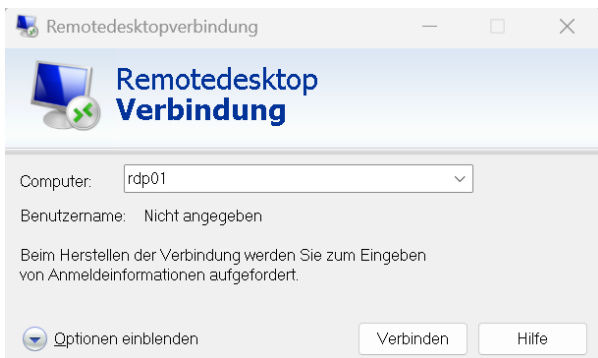 Remotedesktopverbindung
Remotedesktop
Verbindung
Computer: rdp01
Benutzername: Nicht angegeben
Beim Herstellen der Verbindung werden Sie zum Eingeben
von Anmeldeinformationen aufgefordert.
Optionen einblenden Verbinden Hilfe